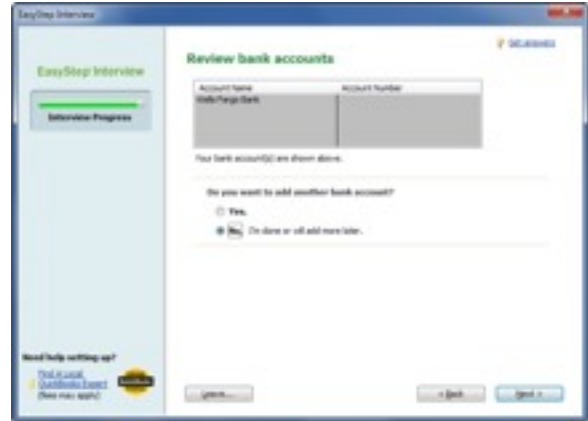 EasyStep Interview
Get answers
EasyStep Interview
Interview Progress
Review bank accounts
Account Name Account Number
Wells Fargo Bank
Your bank account(s) are shown above.
Do you want to add another bank account?
Yes.
No, I'm done or will add more later.
Need help setting up?
Find A Local
QuickBooks Expert
(Fees may apply)
Leave...
< Back
Next >